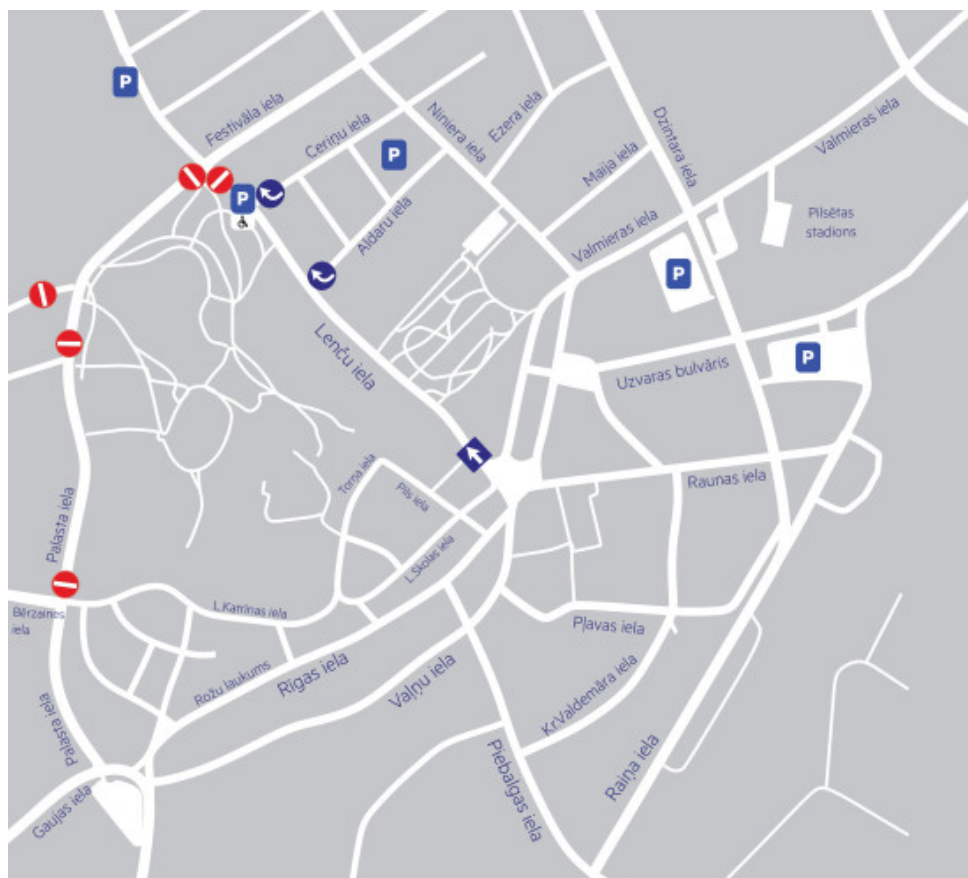 P
Festivāla iela
Ceriņu iela
Niniera iela
Ezera iela
Dzintara iela
Valmieras iela
Maija iela
P
P
Aldaru iela
Valmieras iela
Pilsētas
stadions
P
Lenču iela
P
Uzvaras bulvāris
Torņa iela
Pils iela
Raunas iela
Palasta iela
L.Skolas iela
Bērzaines
iela
L.Katrīnas iela
Pļavas iela
Rožu laukums
Rīgas iela
Vaļņu iela
Kr.Valdemāra iela
Palasta iela
Piebalgas iela
Raiņa iela
Gaujas iela